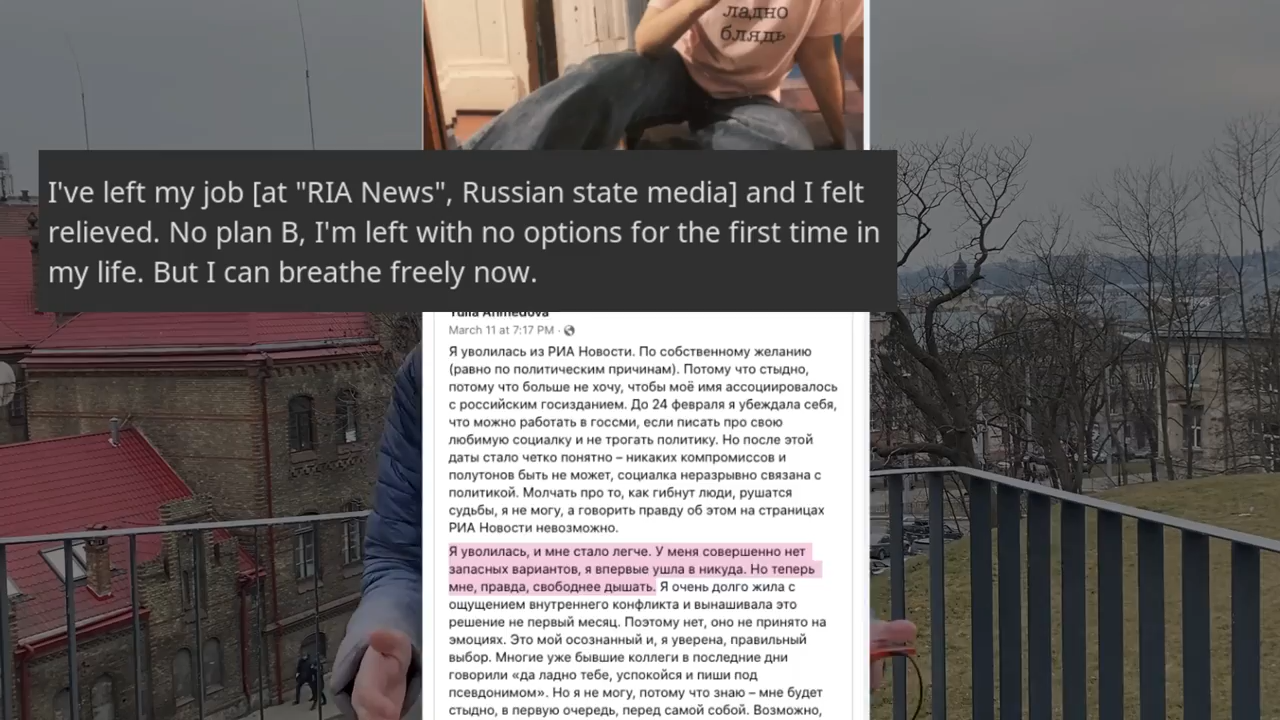 ладно
блядь
I've left my job [at "RIA News", Russian state media] and I felt
relieved. No plan B, I'm left with no options for the first time in
my life. But I can breathe freely now.
Yulia Ahmedova
March 11 at 7:17 PM ·
Я уволилась из РИА Новости. По собственному желанию
(равно по политическим причинам). Потому что стыдно,
потому что больше не хочу, чтобы моё имя ассоциировалось
с российским госизданием. До 24 февраля я убеждала себя,
что можно работать в госсми, если писать про свою
любимую социалку и не трогать политику. Но после этой
даты стало четко понятно – никаких компромиссов и
полутонов быть не может, социалка неразрывно связана с
политикой. Молчать про то, как гибнут люди, рушатся
судьбы, я не могу, а говорить правду об этом на страницах
РИА Новости невозможно.
Я уволилась, и мне стало легче. У меня совершенно нет
запасных вариантов, я впервые ушла в никуда. Но теперь
мне, правда, свободнее дышать. Я очень долго жила с
ощущением внутреннего конфликта и вынашивала это
решение не первый месяц. Поэтому нет, оно не принято на
эмоциях. Это мой осознанный и, я уверена, правильный
выбор. Многие уже бывшие коллеги в последние дни
говорили «да ладно тебе, успокойся и пиши под
псевдонимом». Но я не могу, потому что знаю – мне будет
стыдно, в первую очередь, перед самой собой. Возможно,